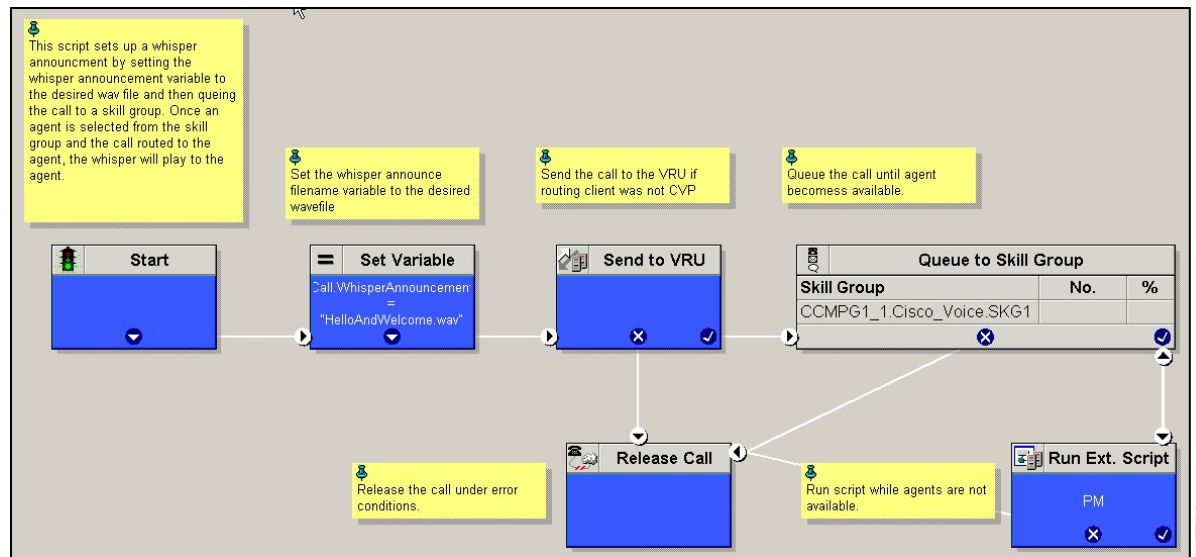 This script sets up a whisper
announcment by setting the
whisper announcement variable to
the desired wav file and then queing
the call to a skill group. Once an
agent is selected from the skill
group and the call routed to the
agent, the whisper will play to the
agent.
Set the whisper announce
filename variable to the desired
wavefile
Send the call to the VRU if
routing client was not CVP
Queue the call until agent
becomess available.
Start
= Set Variable
Call.WhisperAnnouncemen
=
"HelloAndWelcome.wav"
Send to VRU
Queue to Skill Group
Skill Group No. %
CCMPG1_1.Cisco_Voice.SKG1
Release Call
Release the call under error
conditions.
Run script while agents are not
available.
Run Ext. Script
PM